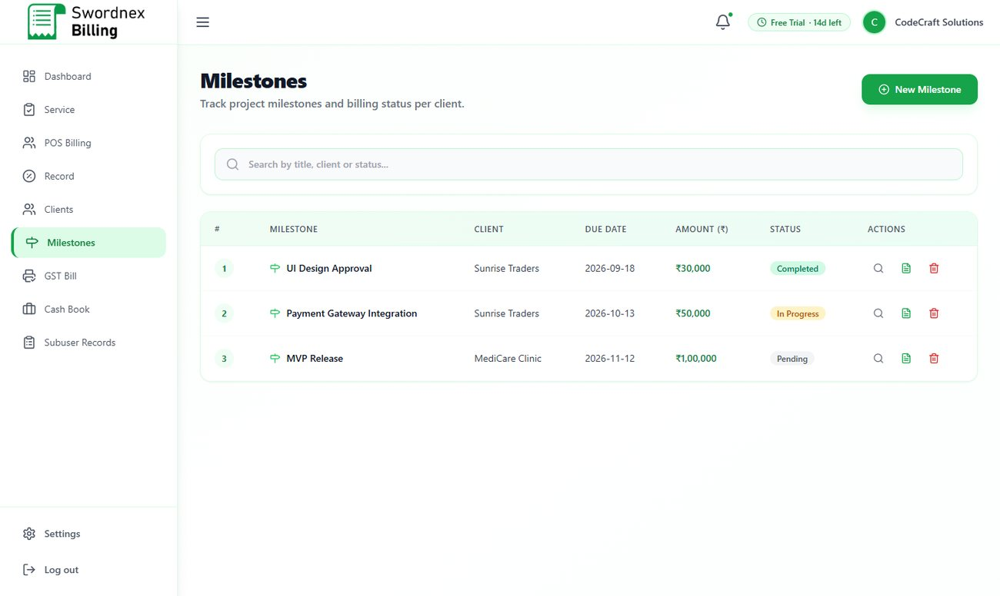 Swordnex
Billing
Free Trial · 14d left
C
CodeCraft Solutions
Dashboard
Service
POS Billing
Record
Clients
Milestones
GST Bill
Cash Book
Subuser Records
Settings
Log out
Milestones
Track project milestones and billing status per client.
New Milestone
Search by title, client or status...
# MILESTONE CLIENT DUE DATE AMOUNT (₹) STATUS ACTIONS
1 UI Design Approval Sunrise Traders 2026-09-18 ₹30,000 Completed
2 Payment Gateway Integration Sunrise Traders 2026-10-13 ₹50,000 In Progress
3 MVP Release MediCare Clinic 2026-11-12 ₹1,00,000 Pending